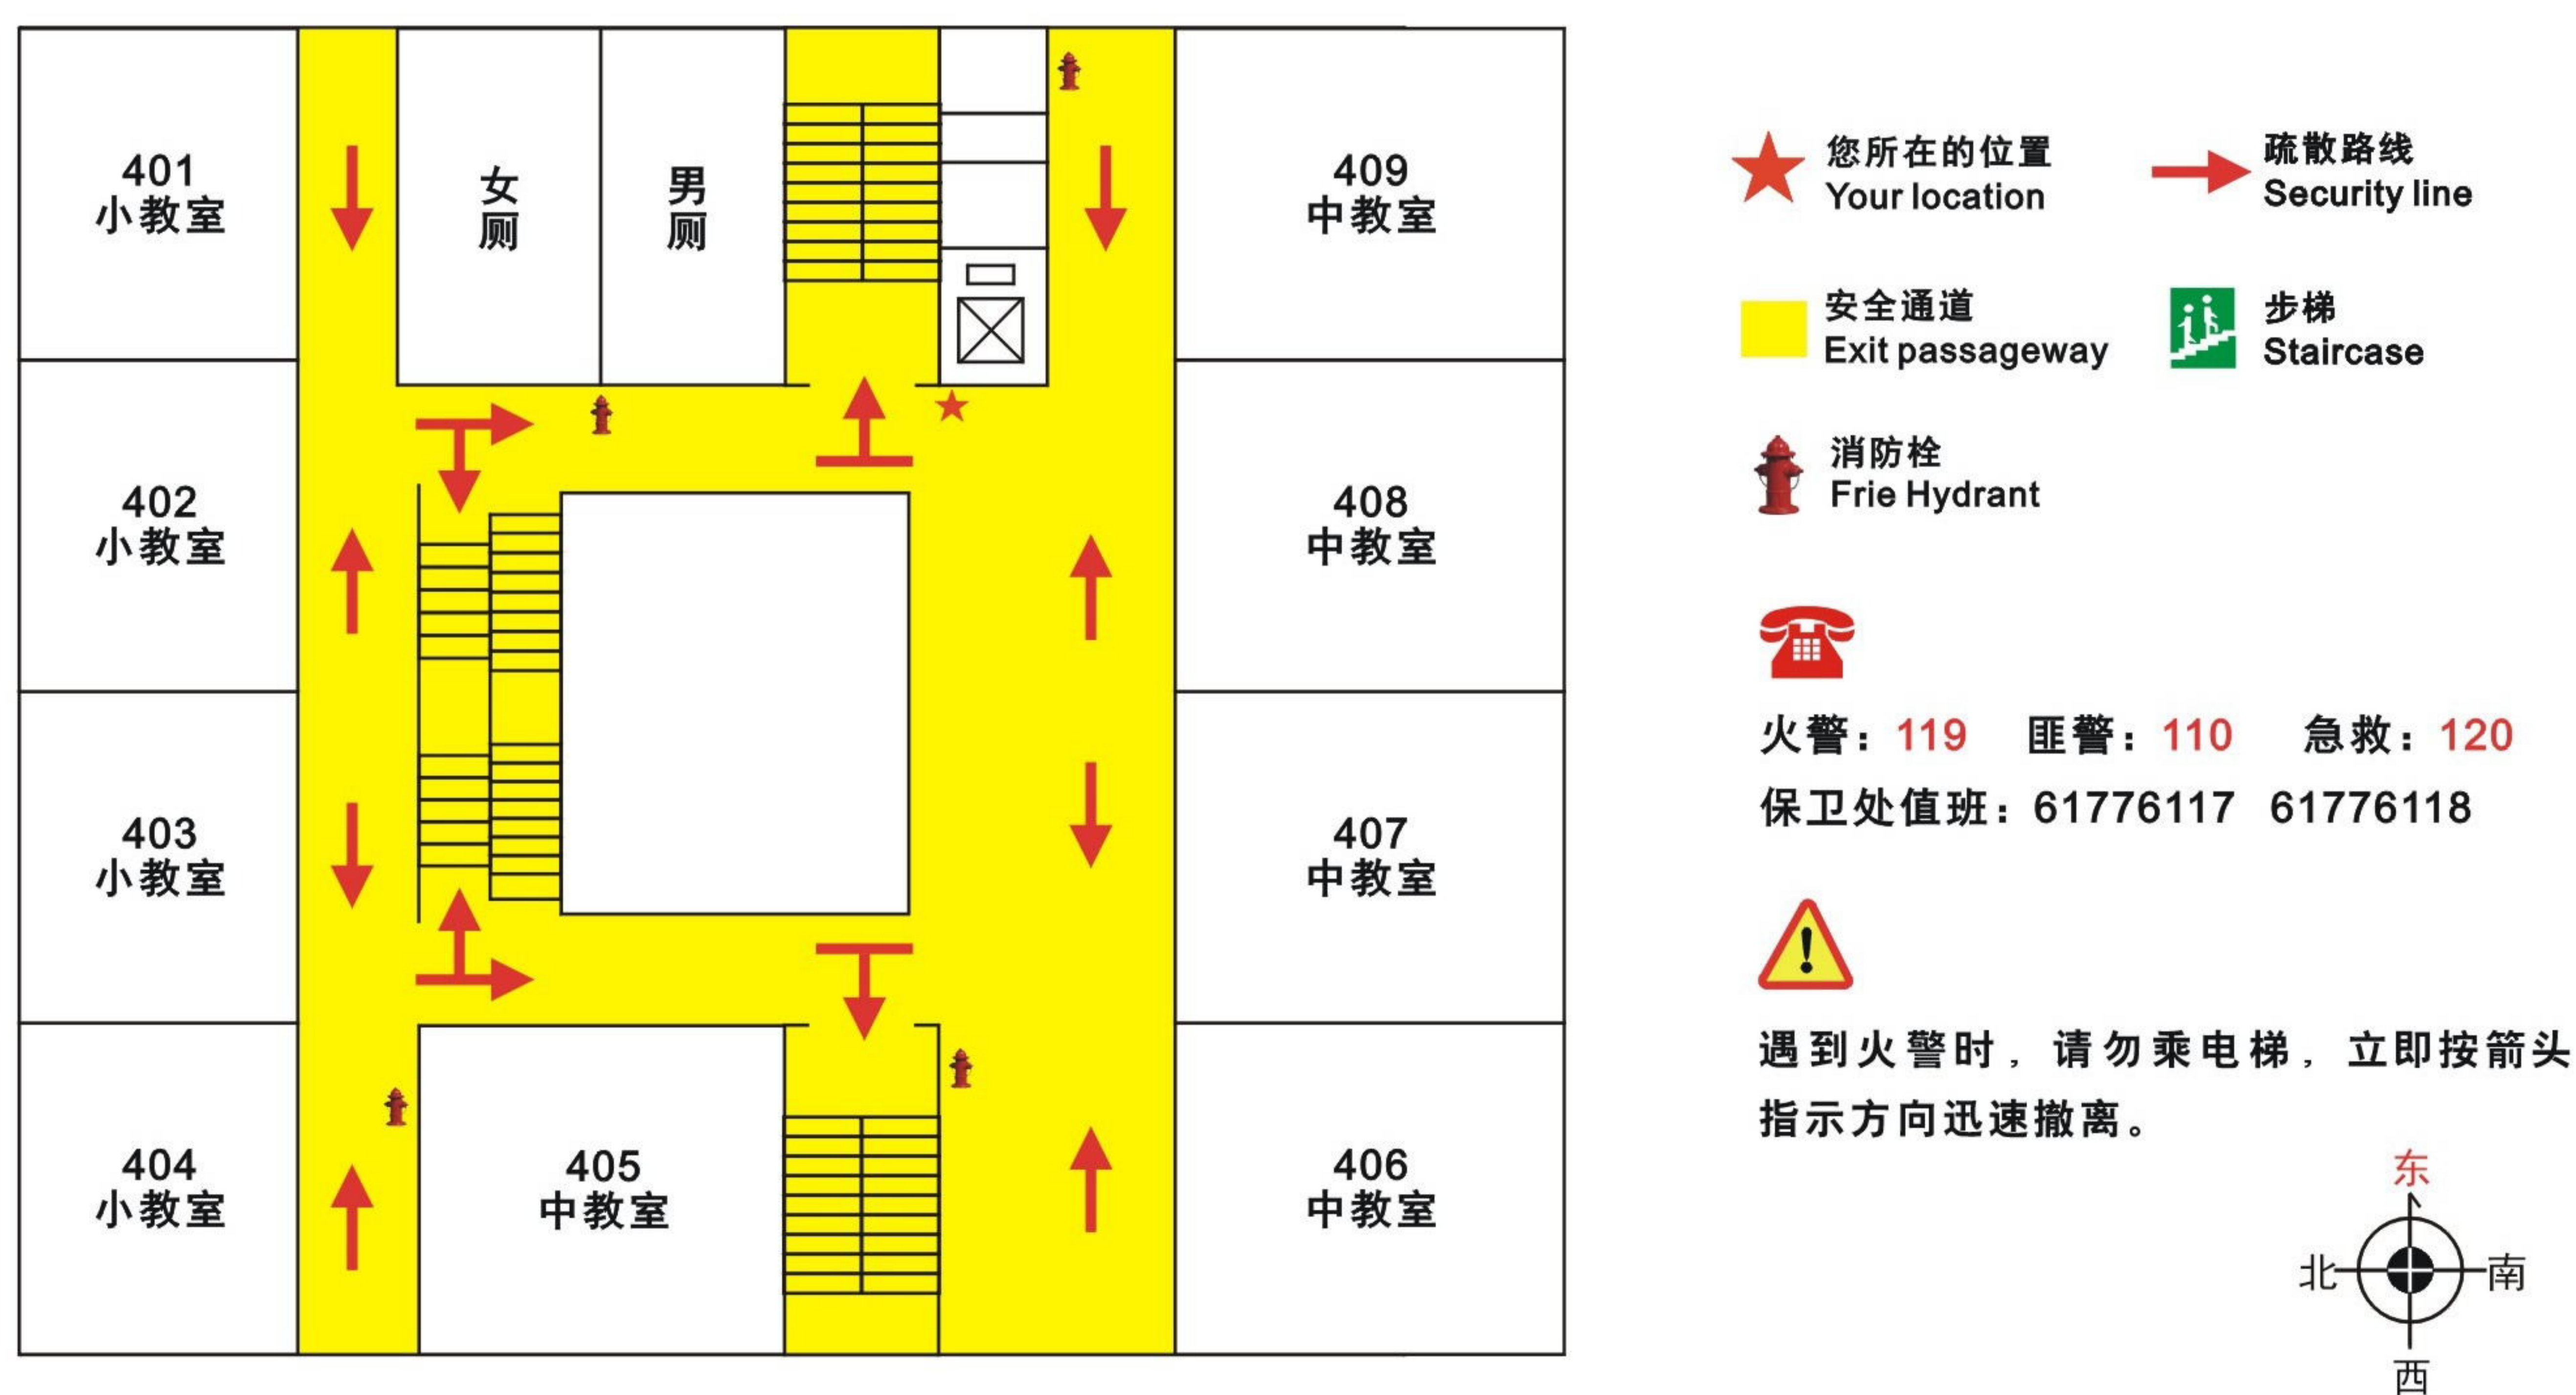 401
小教室
402
小教室
403
小教室
404
小教室
女
厕
男
厕
405
中教室
409
中教室
408
中教室
407
中教室
406
中教室
您所在的位置
Your location
疏散路线
Security line
安全通道
Exit passageway
步梯
Staircase
消防栓
Frie Hydrant
火警：119 匪警：110 急救：120
保卫处值班：61776117 61776118
遇到火警时，请勿乘电梯，立即按箭头
指示方向迅速撤离。
东
北 南
西